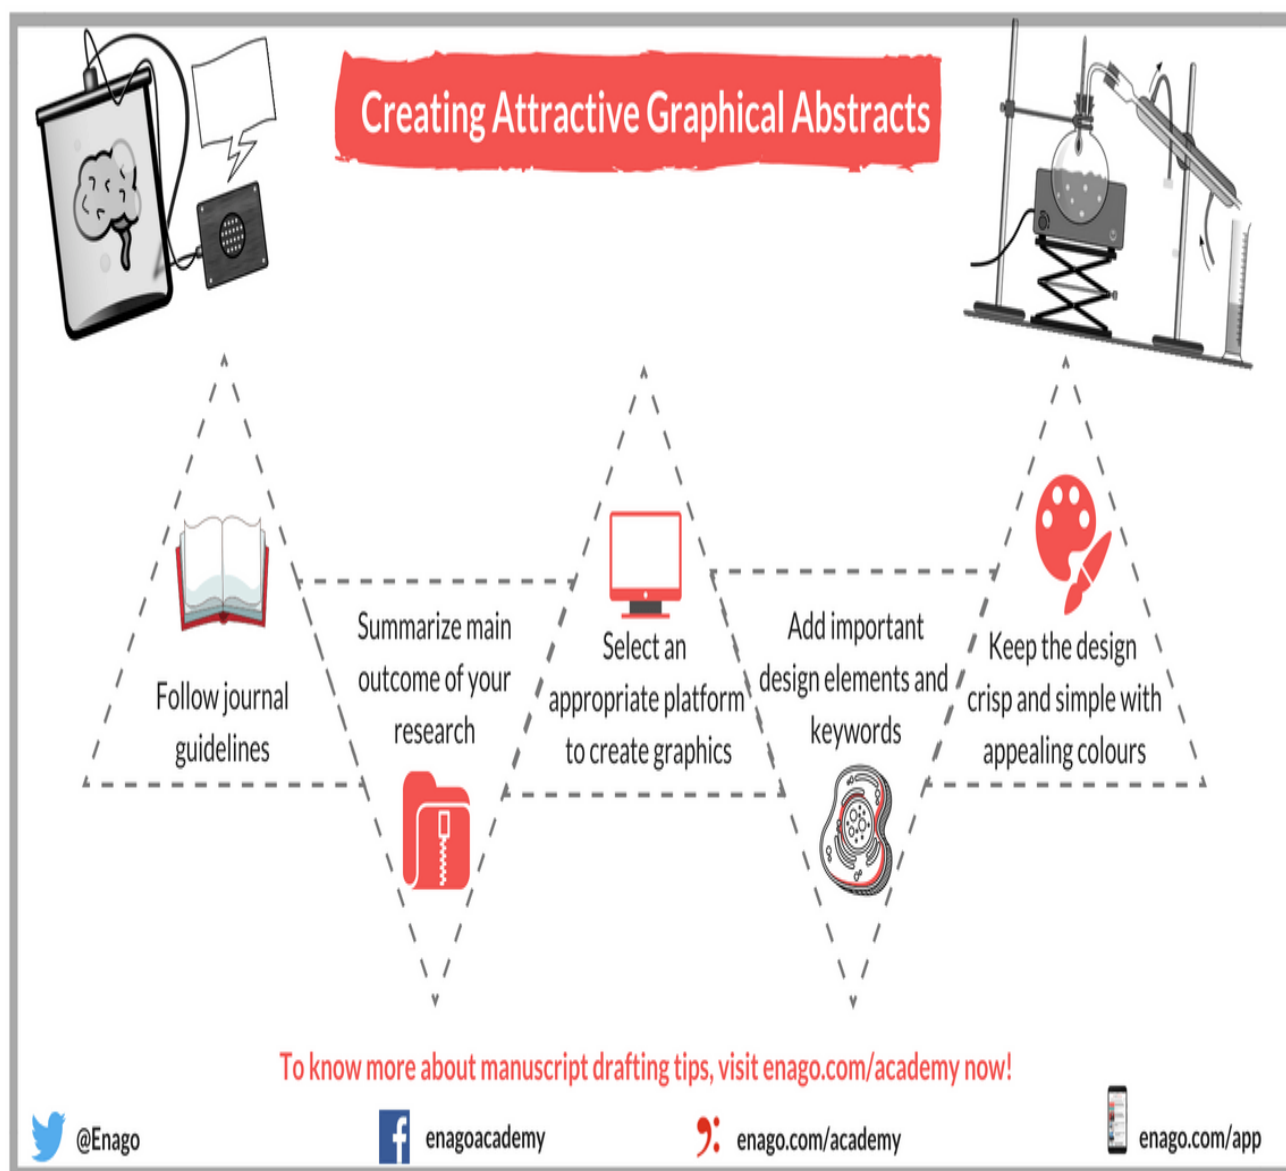 Creating Attractive Graphical Abstracts
Follow journal
guidelines
Summarize main
outcome of your
research
Select an
appropriate platform
to create graphics
Add important
design elements and
keywords
Keep the design
crisp and simple with
appealing colours
To know more about manuscript drafting tips, visit enago.com/academy now!
@Enago
enagoacademy
enago.com/academy
enago.com/app